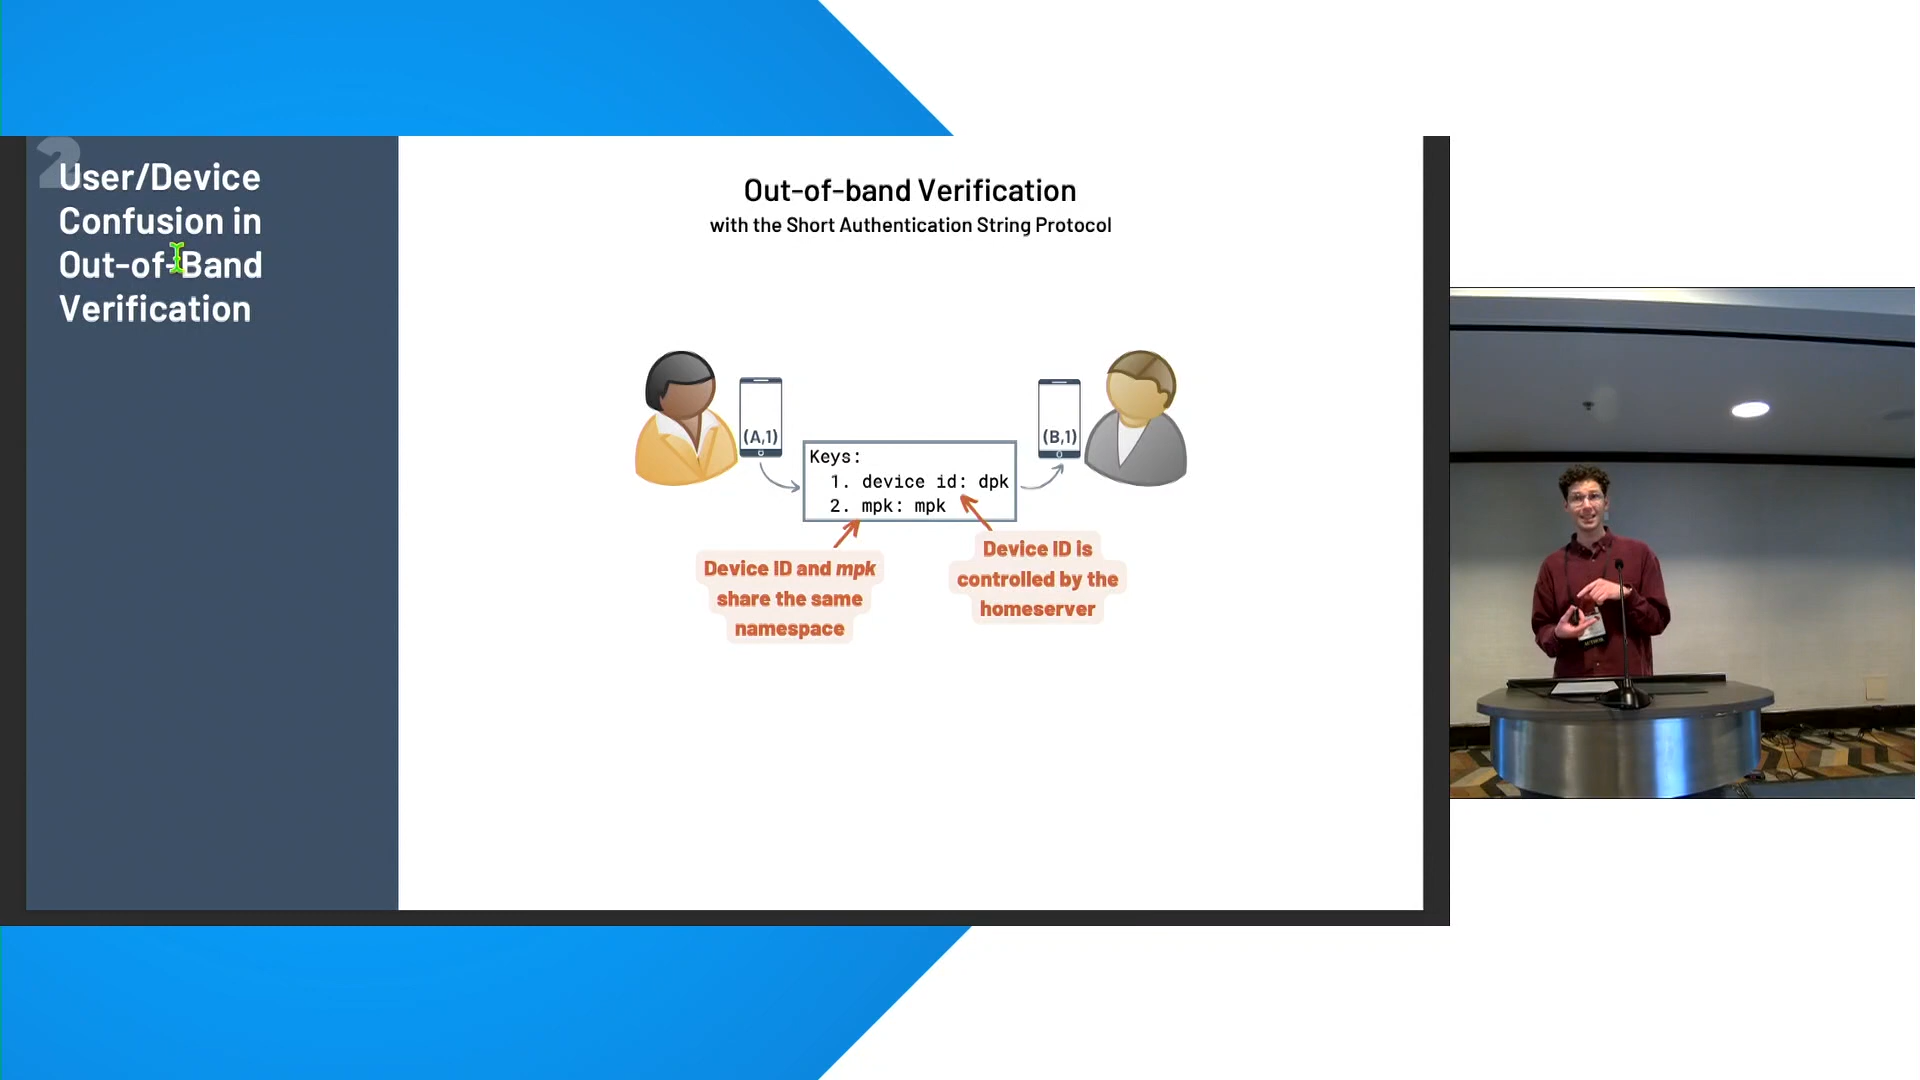 2
User/Device
Confusion in
Out-of-Band
Verification
Out-of-band Verification
with the Short Authentication String Protocol
(A,1)
(B,1)
Keys:
1. device id: dpk
2. mpk: mpk
Device ID and mpk
share the same
namespace
Device ID is
controlled by the
homeserver
AUTHOR